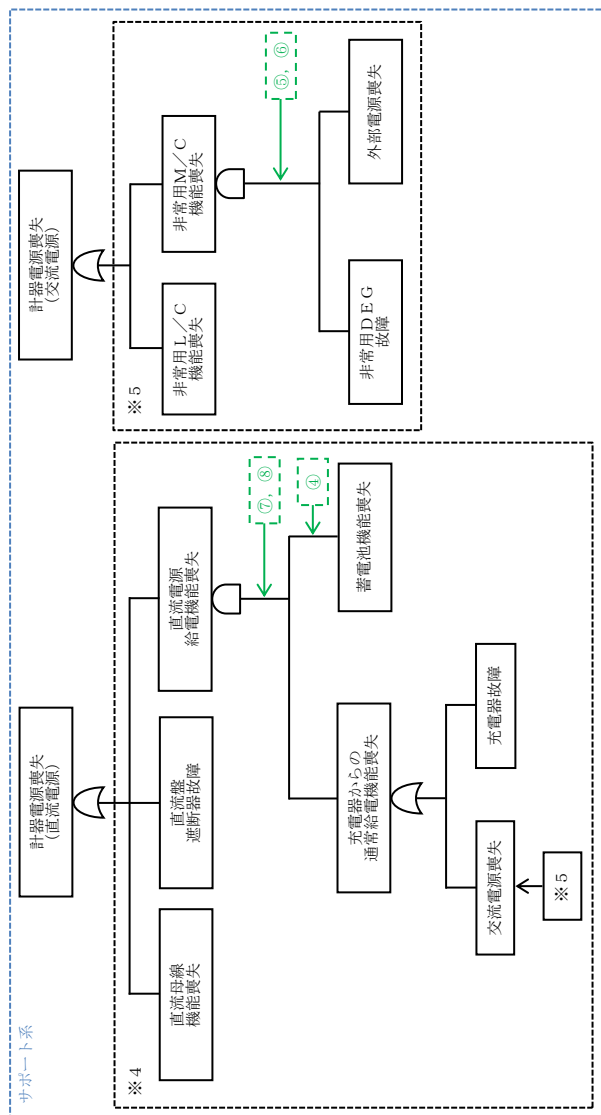 サポート系
計器電源喪失
(直流電源)
※4
直流母線
機能喪失
直流盤
遮断器故障
直流電源
給電機能喪失
⑦, ⑧
④
充電器からの
通常給電機能喪失
蓄電池機能喪失
交流電源喪失
充電器故障
※5
計器電源喪失
(交流電源)
※5
非常用L/C
機能喪失
非常用M/C
機能喪失
⑤, ⑥
非常用DEG
故障
外部電源喪失